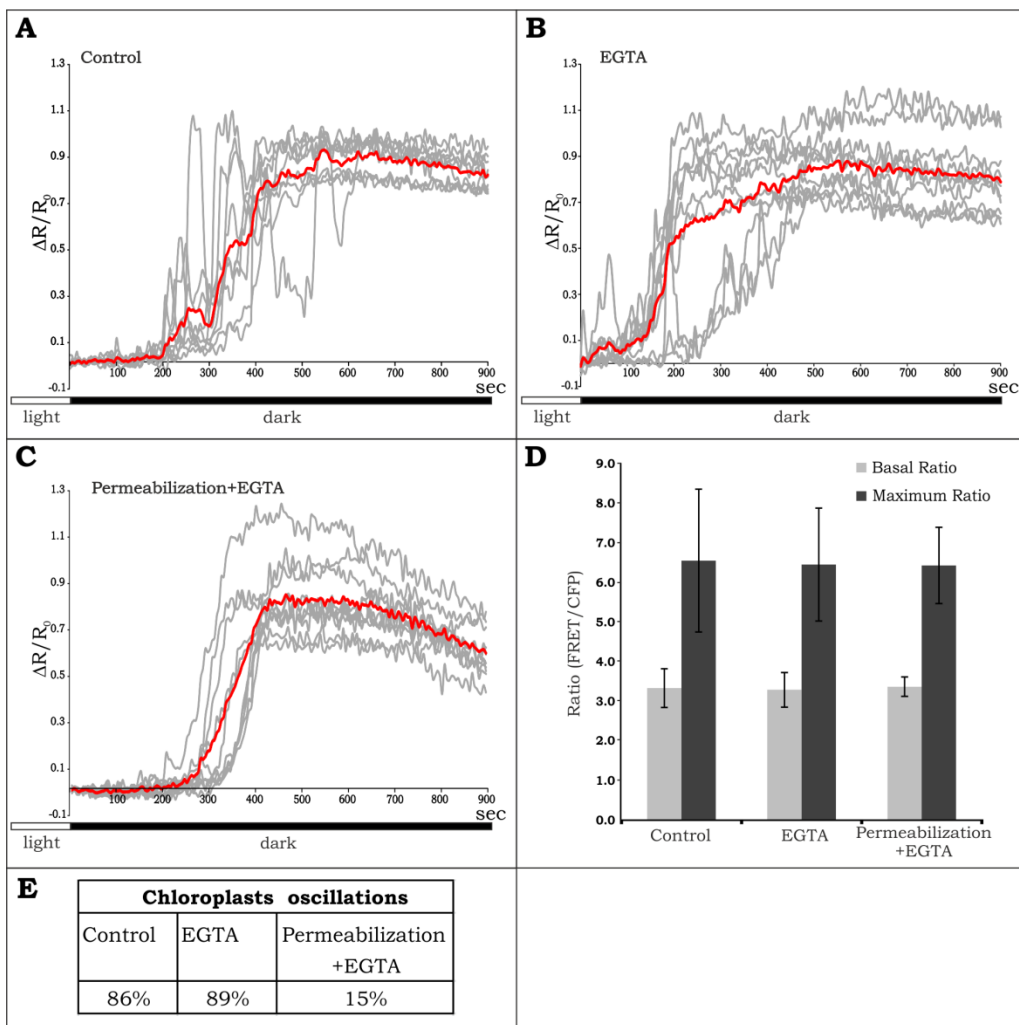 A
Control
1.3
1.1
0.9
0.7
0.5
0.3
0.1
-0.1
ΔR/R0
100 200 300 400 500 600 700 800 900
sec
light dark
B
EGTA
1.3
1.1
0.9
0.7
0.5
0.3
0.1
-0.1
ΔR/R0
100 200 300 400 500 600 700 800 900
sec
light dark
C
Permeabilization+EGTA
1.3
1.1
0.9
0.7
0.5
0.3
0.1
-0.1
ΔR/R0
100 200 300 400 500 600 700 800 900
sec
light dark
D
Basal Ratio
Maximum Ratio
9.0
8.0
7.0
6.0
5.0
4.0
3.0
2.0
1.0
0.0
Ratio (FRET/CFP)
Control EGTA Permeabilization
+EGTA
E
Chloroplasts oscillations
Control EGTA Permeabilization
+EGTA
86% 89% 15%